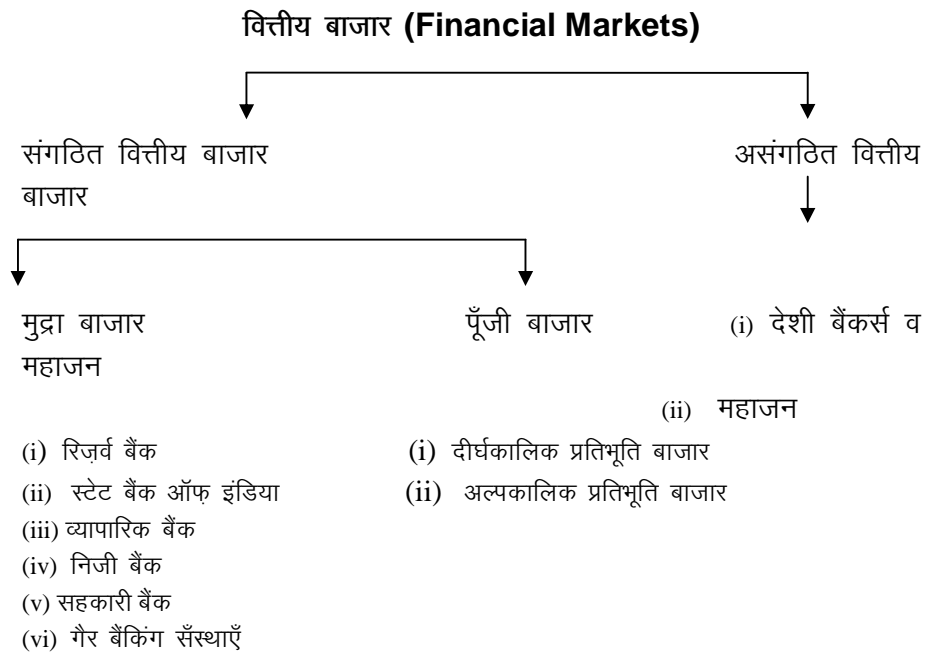 वित्तीय बाजार (Financial Markets)
संगठित वित्तीय बाजार असंगठित वित्तीय
बाजार
मुद्रा बाजार पूँजी बाजार (i) देशी बैंकर्स व
महाजन
(ii) महाजन
(i) रिज़र्व बैंक (i) दीर्घकालिक प्रतिभूति बाजार
(ii) स्टेट बैंक ऑफ़ इंडिया (ii) अल्पकालिक प्रतिभूति बाजार
(iii) व्यापारिक बैंक
(iv) निजी बैंक
(v) सहकारी बैंक
(vi) गैर बैंकिंग सँस्थाएँ